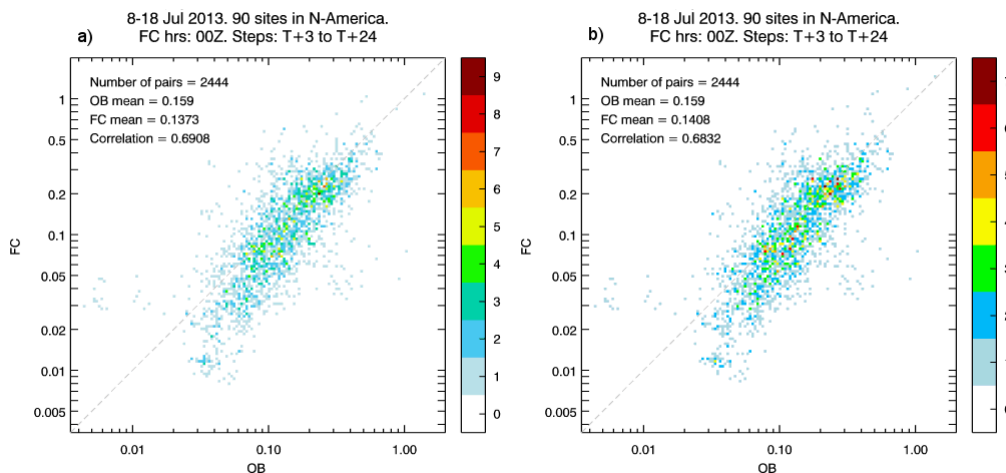 8-18 Jul 2013. 90 sites in N-America.
a)
FC hrs: 00Z. Steps: T+3 to T+24
Number of pairs = 2444
OB mean = 0.159
FC mean = 0.1373
Correlation = 0.6908
1
0.5
0.2
0.1
0.05
0.02
0.01
0.005
FC
0.01
0.10
1.00
OB
9
8
7
6
5
4
3
2
1
0
8-18 Jul 2013. 90 sites in N-America.
b)
FC hrs: 00Z. Steps: T+3 to T+24
Number of pairs = 2444
OB mean = 0.159
FC mean = 0.1408
Correlation = 0.6832
1
0.5
0.2
0.1
0.05
0.02
0.01
0.005
FC
0.01
0.10
1.00
OB